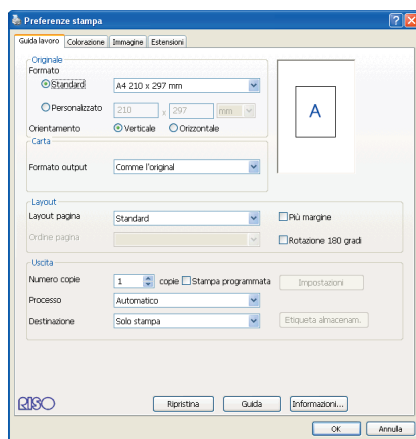 Preferenze stampa
Guida lavoro Colorazione Immagine Estensioni
Originale
Formato
Standard A4 210 x 297 mm
Personalizzato 210 x 297 mm
Orientamento Verticale Orizzontale
A
Carta
Formato output Comme l'original
Layout
Layout pagina Standard Più margine
Ordine pagina Rotazione 180 gradi
Uscita
Numero copie 1 copie Stampa programmata Impostazioni
Processo Automatico
Destinazione Solo stampa Etiqueta almacenam.
RISO Ripristina Guida Informazioni...
OK Annulla